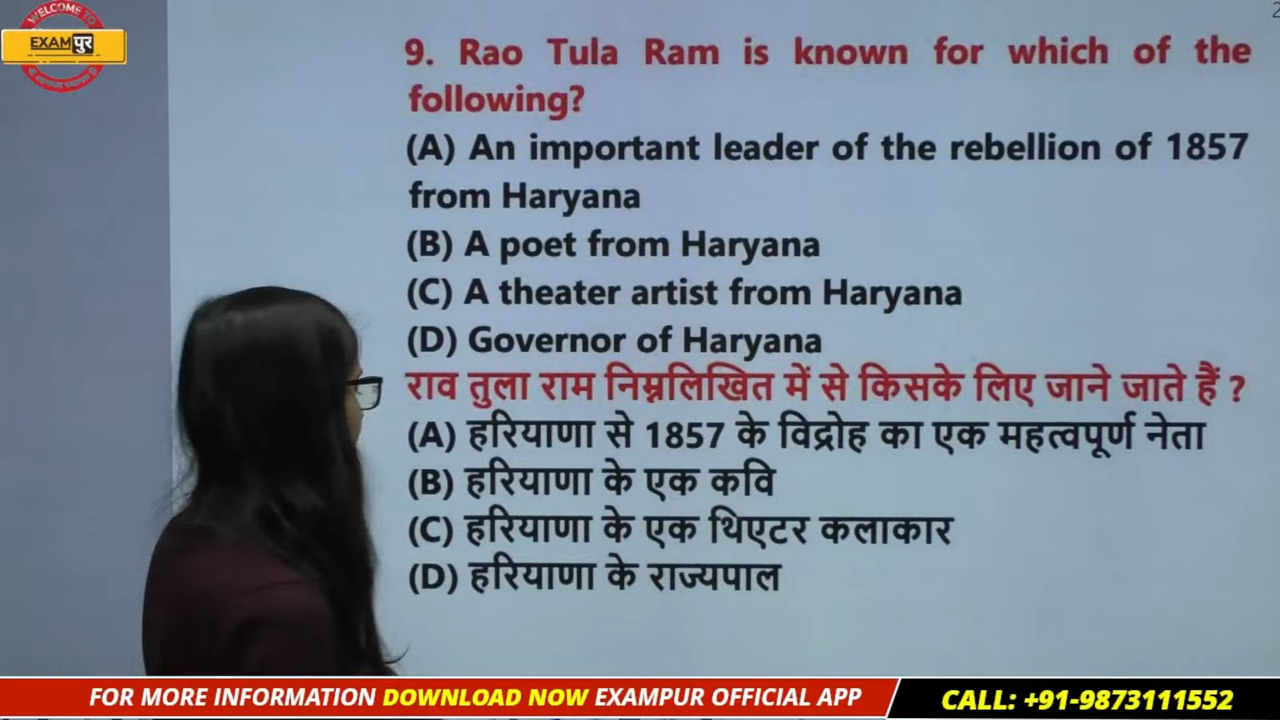 WELCOME TO
EXAMपुर
9. Rao Tula Ram is known for which of the
following?
(A) An important leader of the rebellion of 1857
from Haryana
(B) A poet from Haryana
(C) A theater artist from Haryana
(D) Governor of Haryana
राव तुला राम निम्नलिखित में से किसके लिए जाने जाते हैं ?
(A) हरियाणा से 1857 के विद्रोह का एक महत्वपूर्ण नेता
(B) हरियाणा के एक कवि
(C) हरियाणा के एक थिएटर कलाकार
(D) हरियाणा के राज्यपाल
FOR MORE INFORMATION DOWNLOAD NOW EXAMPUR OFFICIAL APP
CALL: +91-9873111552